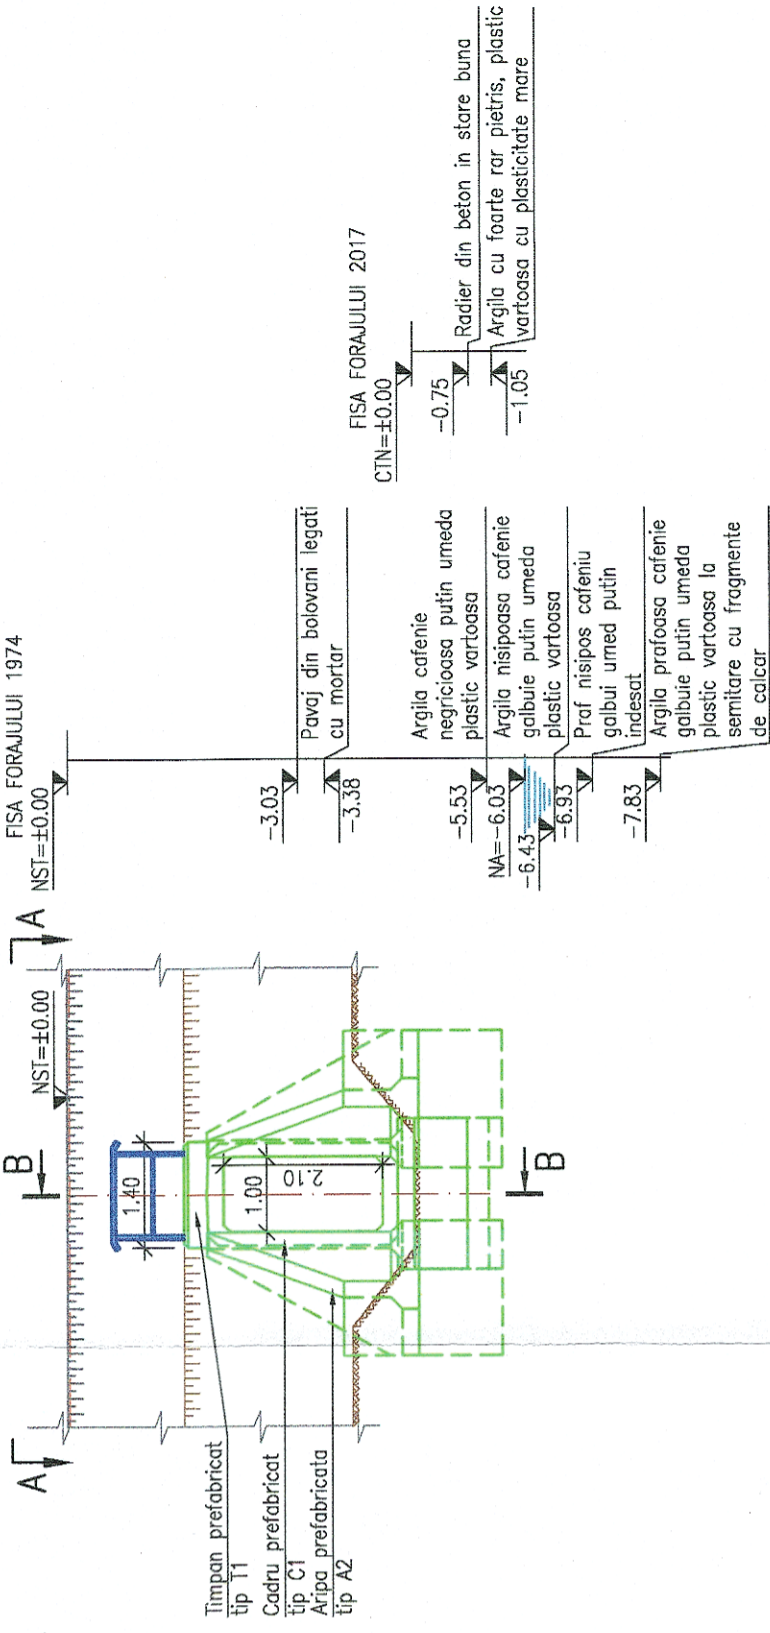 A
A
B
B
NST=±0.00
1.40
1.00
2.10
Timpan prefabricat
tip T1
Cadru prefabricat
tip C1
Aripa prefabricata
tip A2
FISA FORAJULUI 1974
NST=±0.00
-3.03
Pavaj din bolovani legati
cu mortar
-3.38
Argila cafenie
negricioasa putin umeda
plastic vartoasa
-5.53
Argila nisipoasa cafenie
galbuie putin umeda
plastic vartoasa
NA=-6.03
-6.43
Praf nisipos cafeniu
galbui umed putin
indesat
-6.93
Argila prafoasa cafenie
galbuie putin umeda
plastic vartoasa la
semitare cu fragmente
de calcar
-7.83
FISA FORAJULUI 2017
CTN=±0.00
-0.75
Radier din beton in stare buna
Argila cu foarte rar pietris, plastic
vartoasa cu plasticitate mare
-1.05